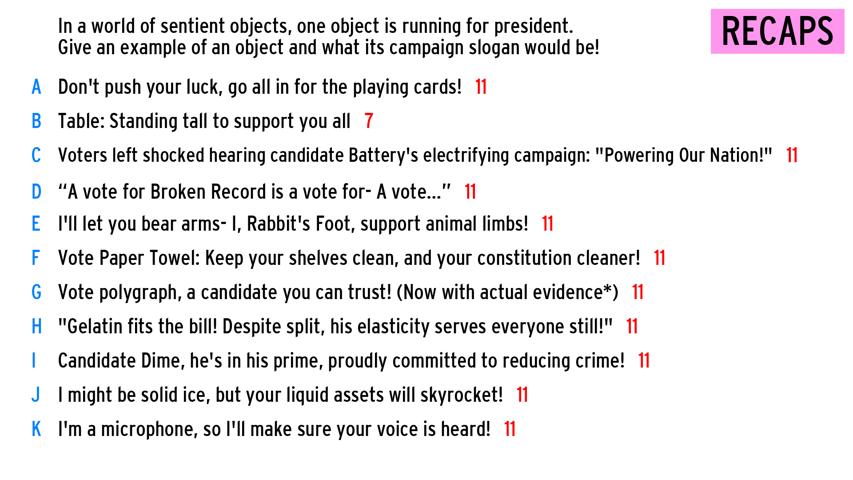 In a world of sentient objects, one object is running for president.
Give an example of an object and what its campaign slogan would be!
RECAPS
A Don't push your luck, go all in for the playing cards! 11
B Table: Standing tall to support you all 7
C Voters left shocked hearing candidate Battery's electrifying campaign: "Powering Our Nation!" 11
D “A vote for Broken Record is a vote for- A vote...” 11
E I'll let you bear arms- I, Rabbit's Foot, support animal limbs! 11
F Vote Paper Towel: Keep your shelves clean, and your constitution cleaner! 11
G Vote polygraph, a candidate you can trust! (Now with actual evidence*) 11
H "Gelatin fits the bill! Despite split, his elasticity serves everyone still!" 11
I Candidate Dime, he's in his prime, proudly committed to reducing crime! 11
J I might be solid ice, but your liquid assets will skyrocket! 11
K I'm a microphone, so I'll make sure your voice is heard! 11